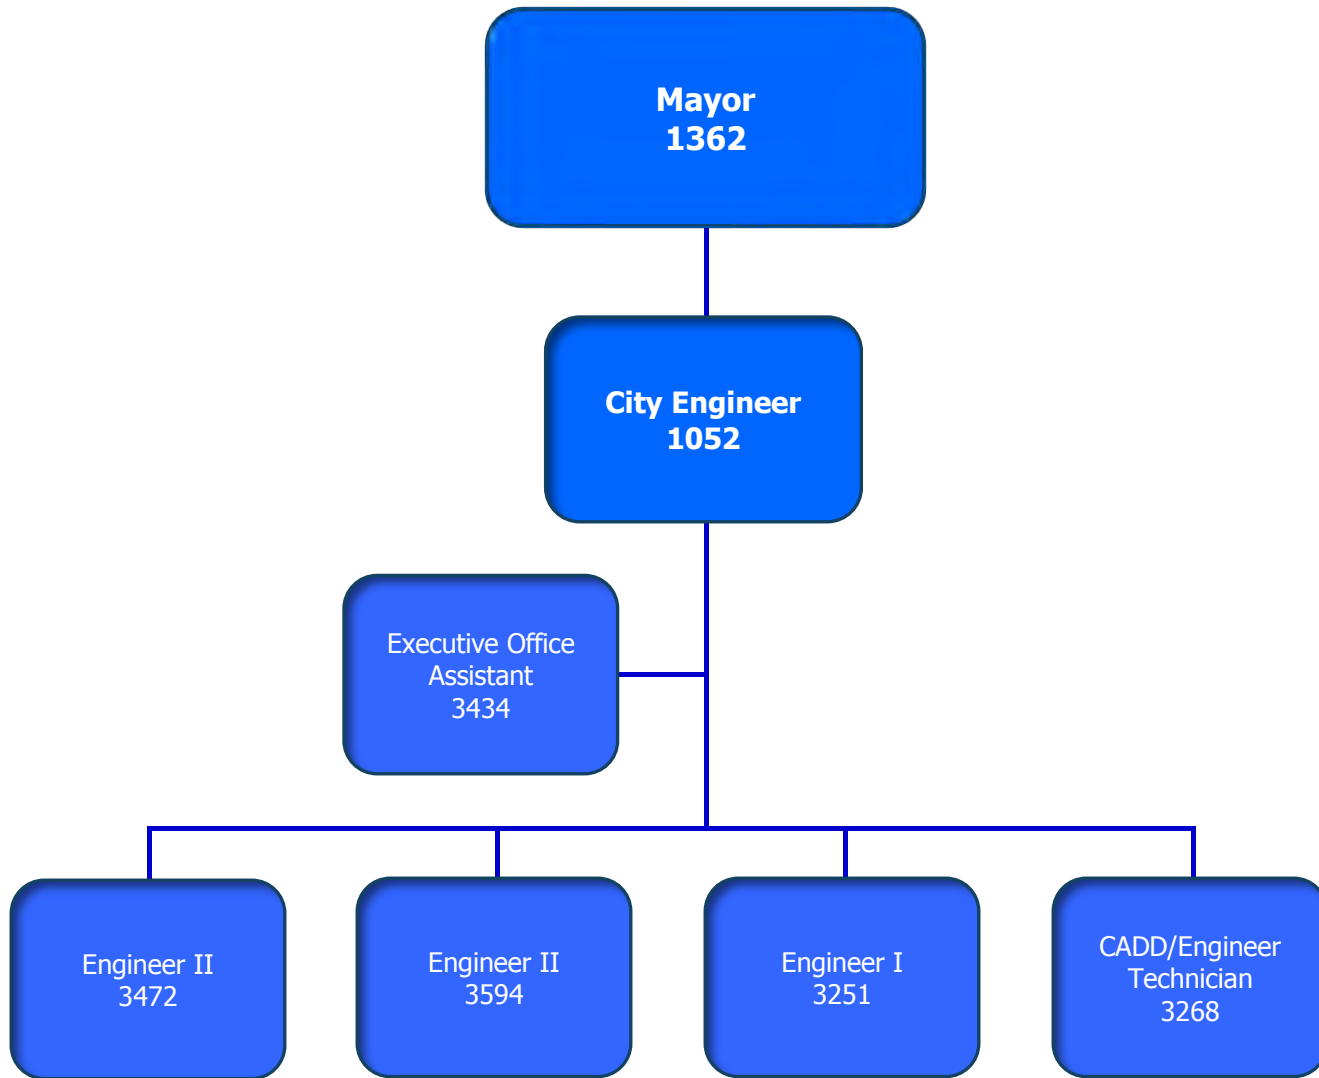 Mayor
1362
City Engineer
1052
Executive Office
Assistant
3434
Engineer II
3472
Engineer II
3594
Engineer I
3251
CADD/Engineer
Technician
3268